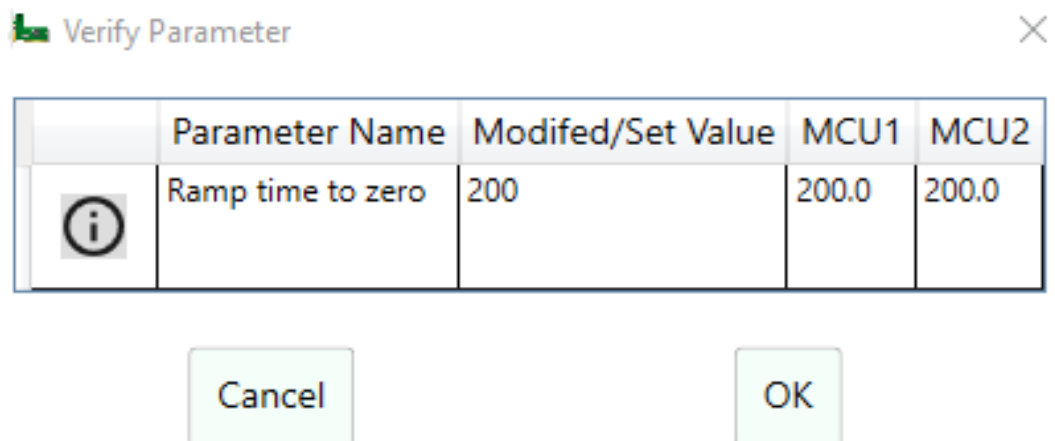 Verify Parameter
Parameter Name Modifed/Set Value MCU1 MCU2
Ramp time to zero 200 200.0 200.0
Cancel OK